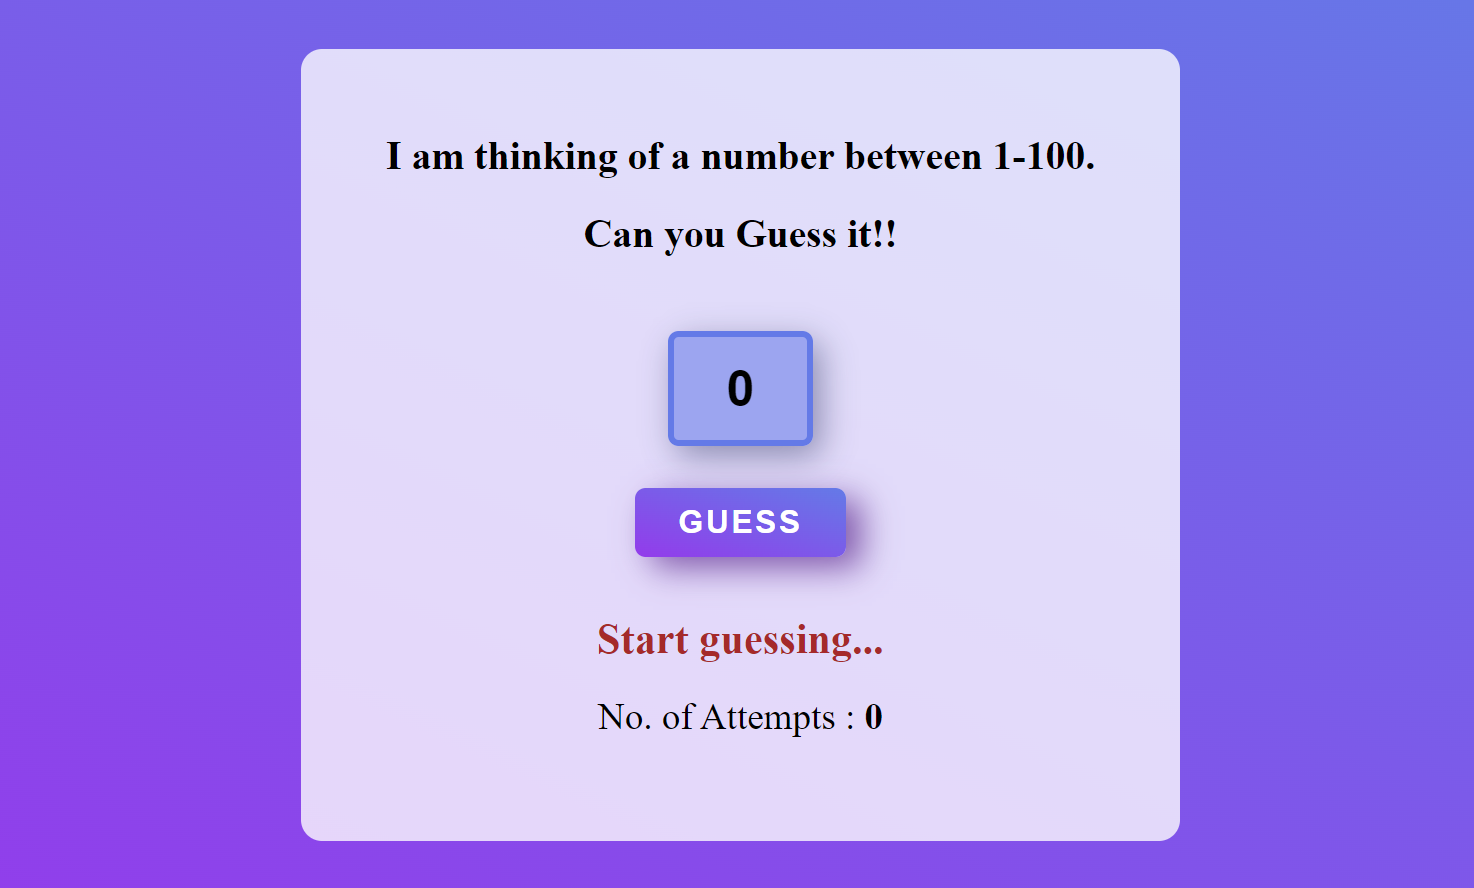 I am thinking of a number between 1-100.
Can you Guess it!!
0
GUESS
Start guessing...
No. of Attempts : 0